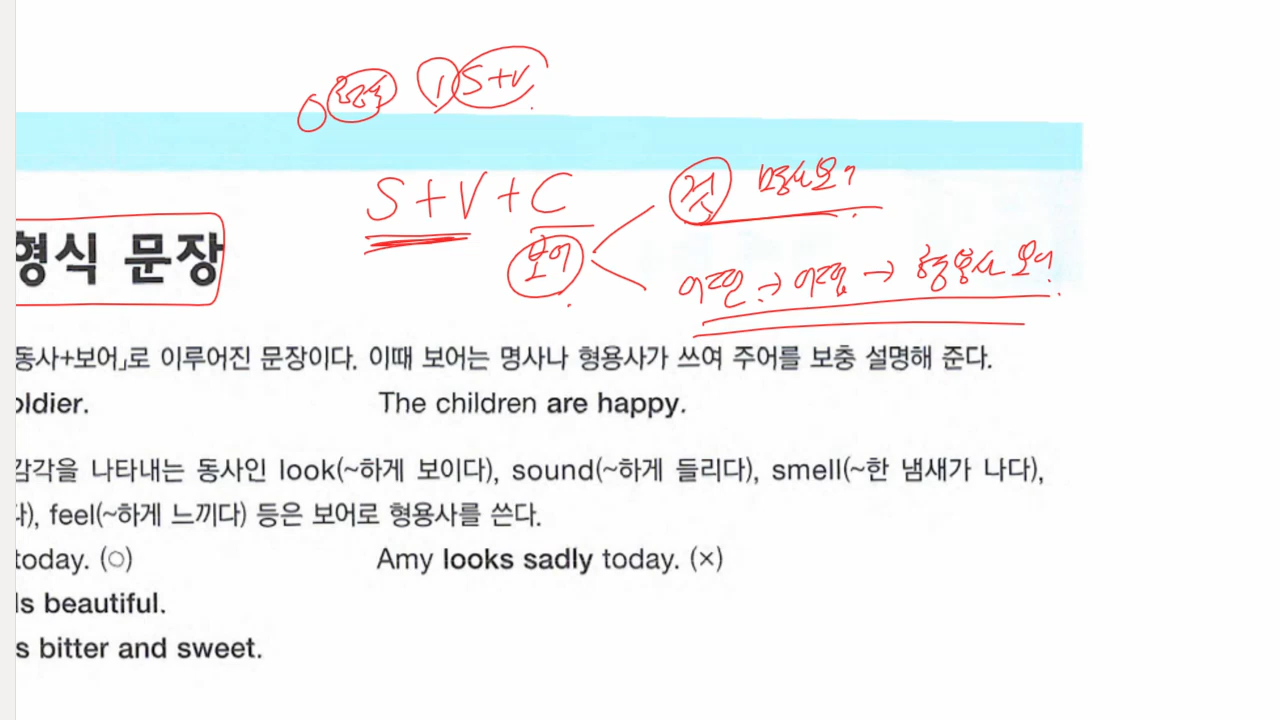 1 S+V
S+V+C
보어
것 명사보어
어떠한 → 어떠함 → 형용사 보어
형식 문장
동사+보어」로 이루어진 문장이다. 이때 보어는 명사나 형용사가 쓰여 주어를 보충 설명해 준다.
oldier. The children are happy.
감각을 나타내는 동사인 look(~하게 보이다), sound(~하게 들리다), smell(~한 냄새가 나다),
다), feel(~하게 느끼다) 등은 보어로 형용사를 쓴다.
today. (○) Amy looks sadly today. (×)
ls beautiful.
s bitter and sweet.